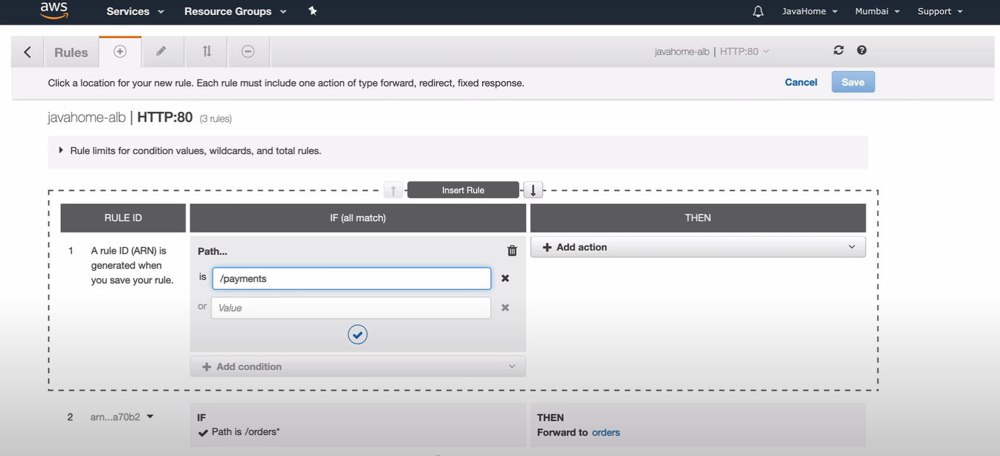 aws Services Resource Groups JavaHome Mumbai Support
Rules javahome-alb | HTTP:80
Click a location for your new rule. Each rule must include one action of type forward, redirect, fixed response. Cancel Save
javahome-alb | HTTP:80 (3 rules)
Rule limits for condition values, wildcards, and total rules.
Insert Rule
RULE ID IF (all match) THEN
1 A rule ID (ARN) is
generated when
you save your rule.
Path...
is /payments
or Value
Add condition
Add action
2 arn...a70b2
IF
Path is /orders*
THEN
Forward to orders